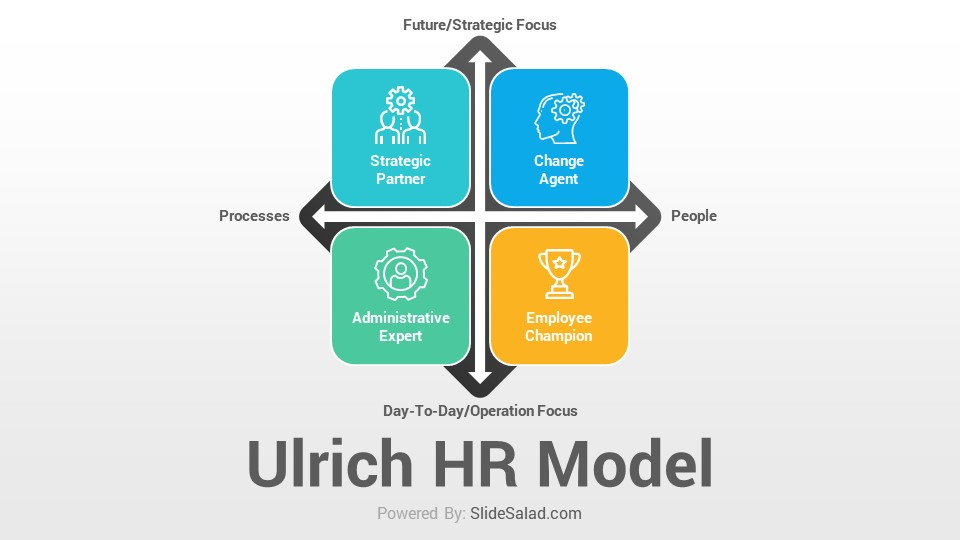 Future/Strategic Focus
Strategic
Partner
Change
Agent
Processes
People
Administrative
Expert
Employee
Champion
Day-To-Day/Operation Focus
Ulrich HR Model
Powered By: SlideSalad.com